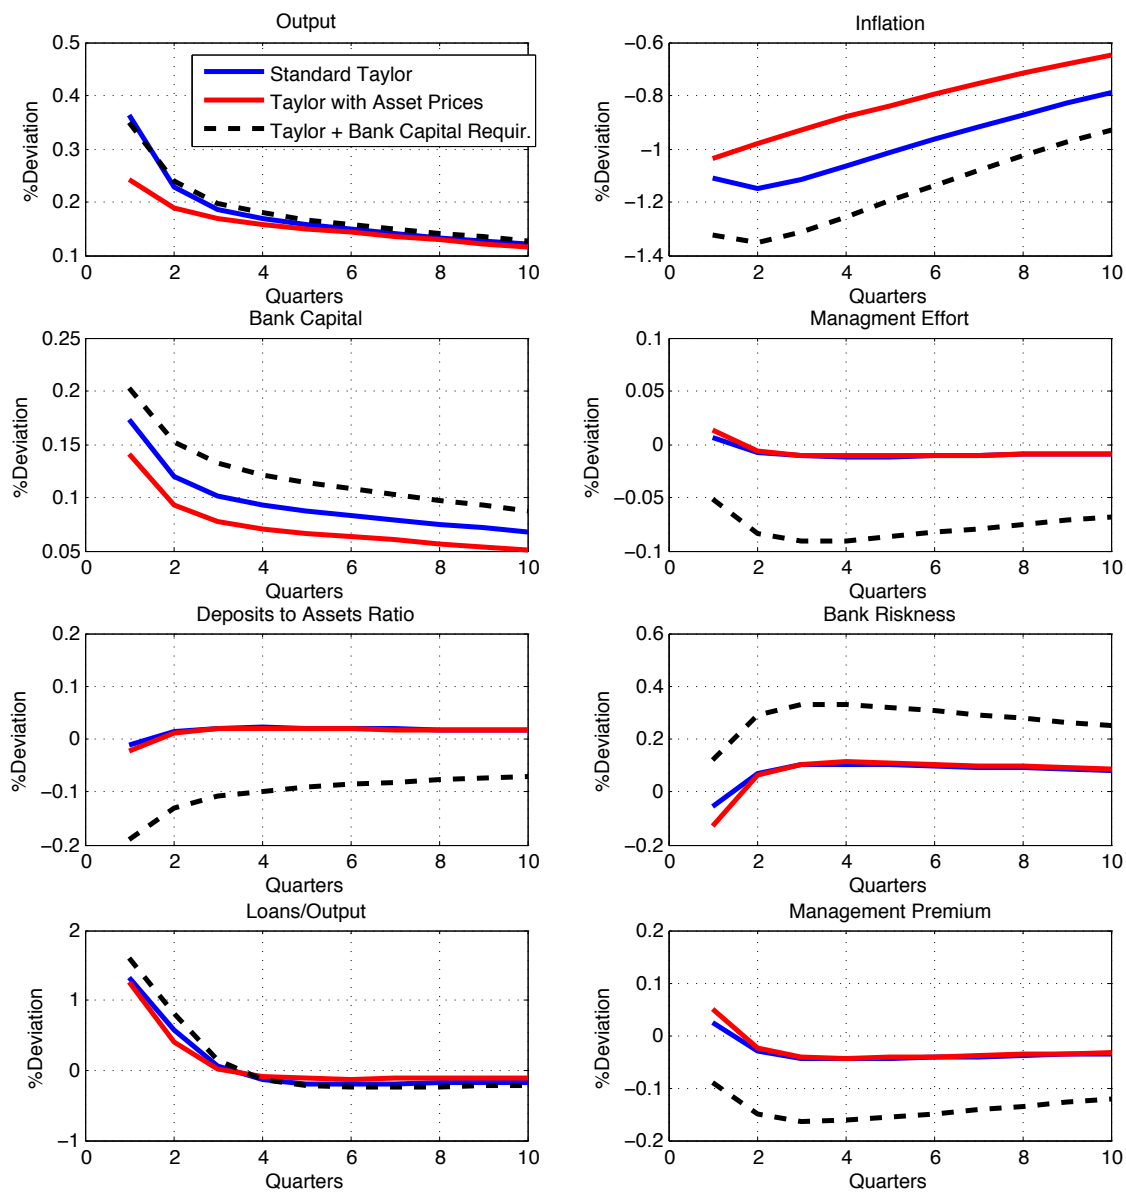 Output
0.5
0.4
0.3
0.2
0.1
%Deviation
Standard Taylor
Taylor with Asset Prices
Taylor + Bank Capital Requir.
0 2 4 6 8 10
Quarters
Inflation
−0.6
−0.8
−1
−1.2
−1.4
%Deviation
0 2 4 6 8 10
Quarters
Bank Capital
0.25
0.2
0.15
0.1
0.05
%Deviation
0 2 4 6 8 10
Quarters
Managment Effort
0.1
0.05
0
−0.05
−0.1
%Deviation
0 2 4 6 8 10
Quarters
Deposits to Assets Ratio
0.2
0.1
0
−0.1
−0.2
%Deviation
0 2 4 6 8 10
Quarters
Bank Riskness
0.6
0.4
0.2
0
−0.2
%Deviation
0 2 4 6 8 10
Quarters
Loans/Output
2
1
0
−1
%Deviation
0 2 4 6 8 10
Quarters
Management Premium
0.2
0.1
0
−0.1
−0.2
%Deviation
0 2 4 6 8 10
Quarters